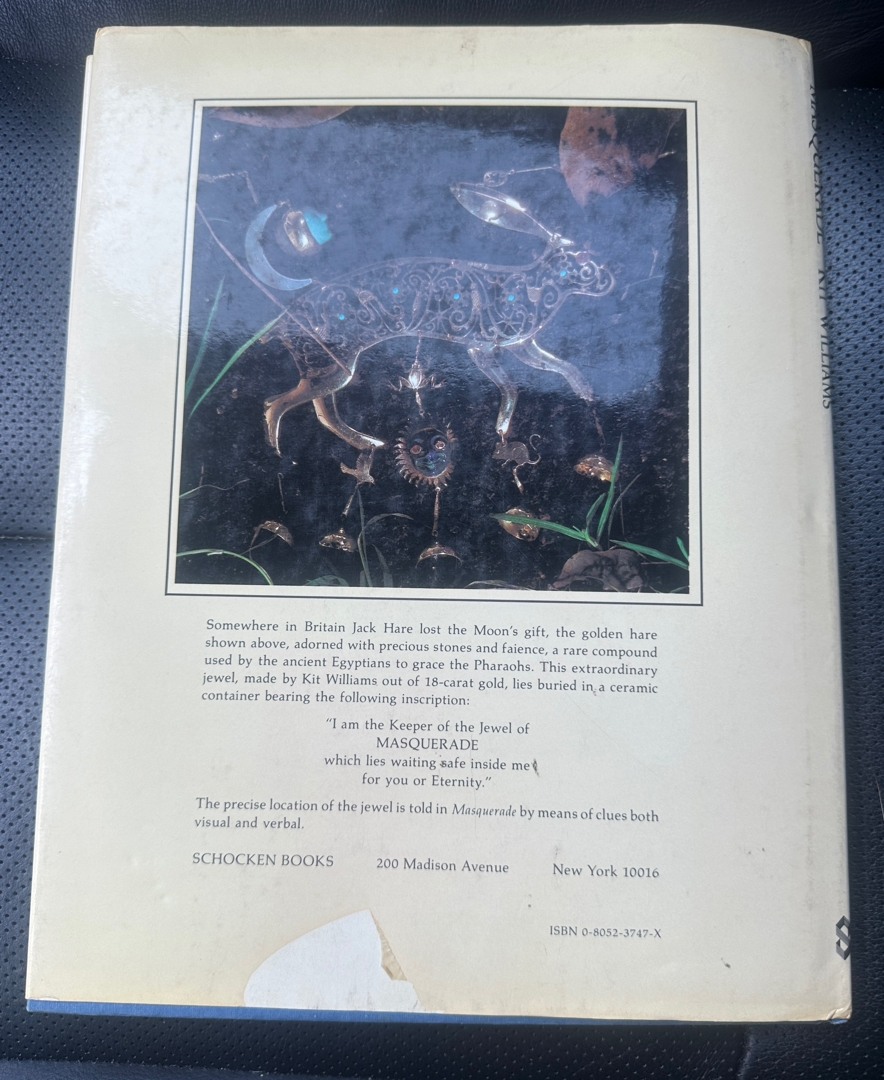 MASQUERADE KIT WILLIAMS
Somewhere in Britain Jack Hare lost the Moon's gift, the golden hare
shown above, adorned with precious stones and faience, a rare compound
used by the ancient Egyptians to grace the Pharaohs. This extraordinary
jewel, made by Kit Williams out of 18-carat gold, lies buried in a ceramic
container bearing the following inscription:
"I am the Keeper of the Jewel of
MASQUERADE
which lies waiting safe inside me
for you or Eternity."
The precise location of the jewel is told in Masquerade by means of clues both
visual and verbal.
SCHOCKEN BOOKS 200 Madison Avenue New York 10016
ISBN 0-8052-3747-X